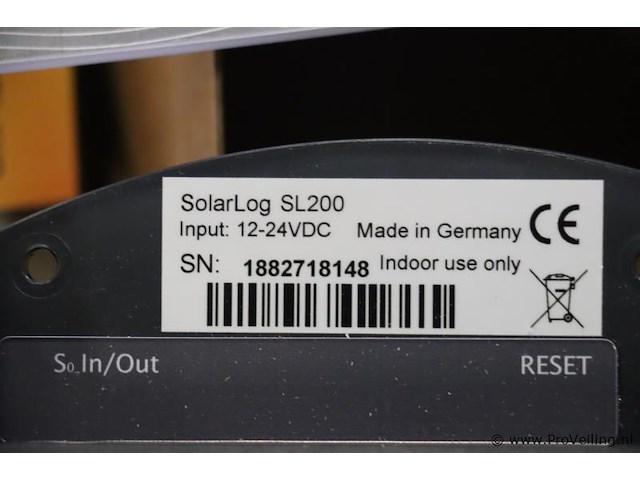 SolarLog SL200
Input: 12-24VDC Made in Germany CE
SN: 1882718148 Indoor use only
S0 In/Out RESET
© www.ProVeiling.nl